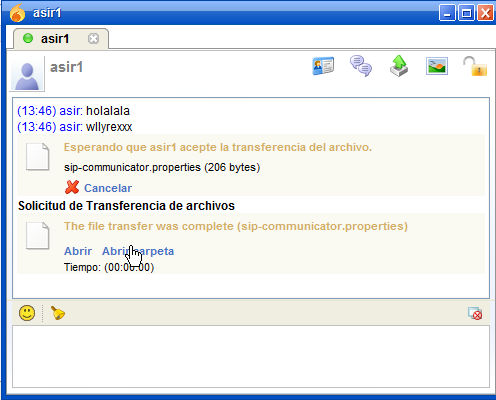 asir1
asir1
asir1
(13:46) asir: holalala
(13:46) asir: wllyrexxx
Esperando que asir1 acepte la transferencia del archivo.
sip-communicator.properties (206 bytes)
Cancelar
Solicitud de Transferencia de archivos
The file transfer was complete (sip-communicator.properties)
Abrir Abrir carpeta
Tiempo: (00:00:00)